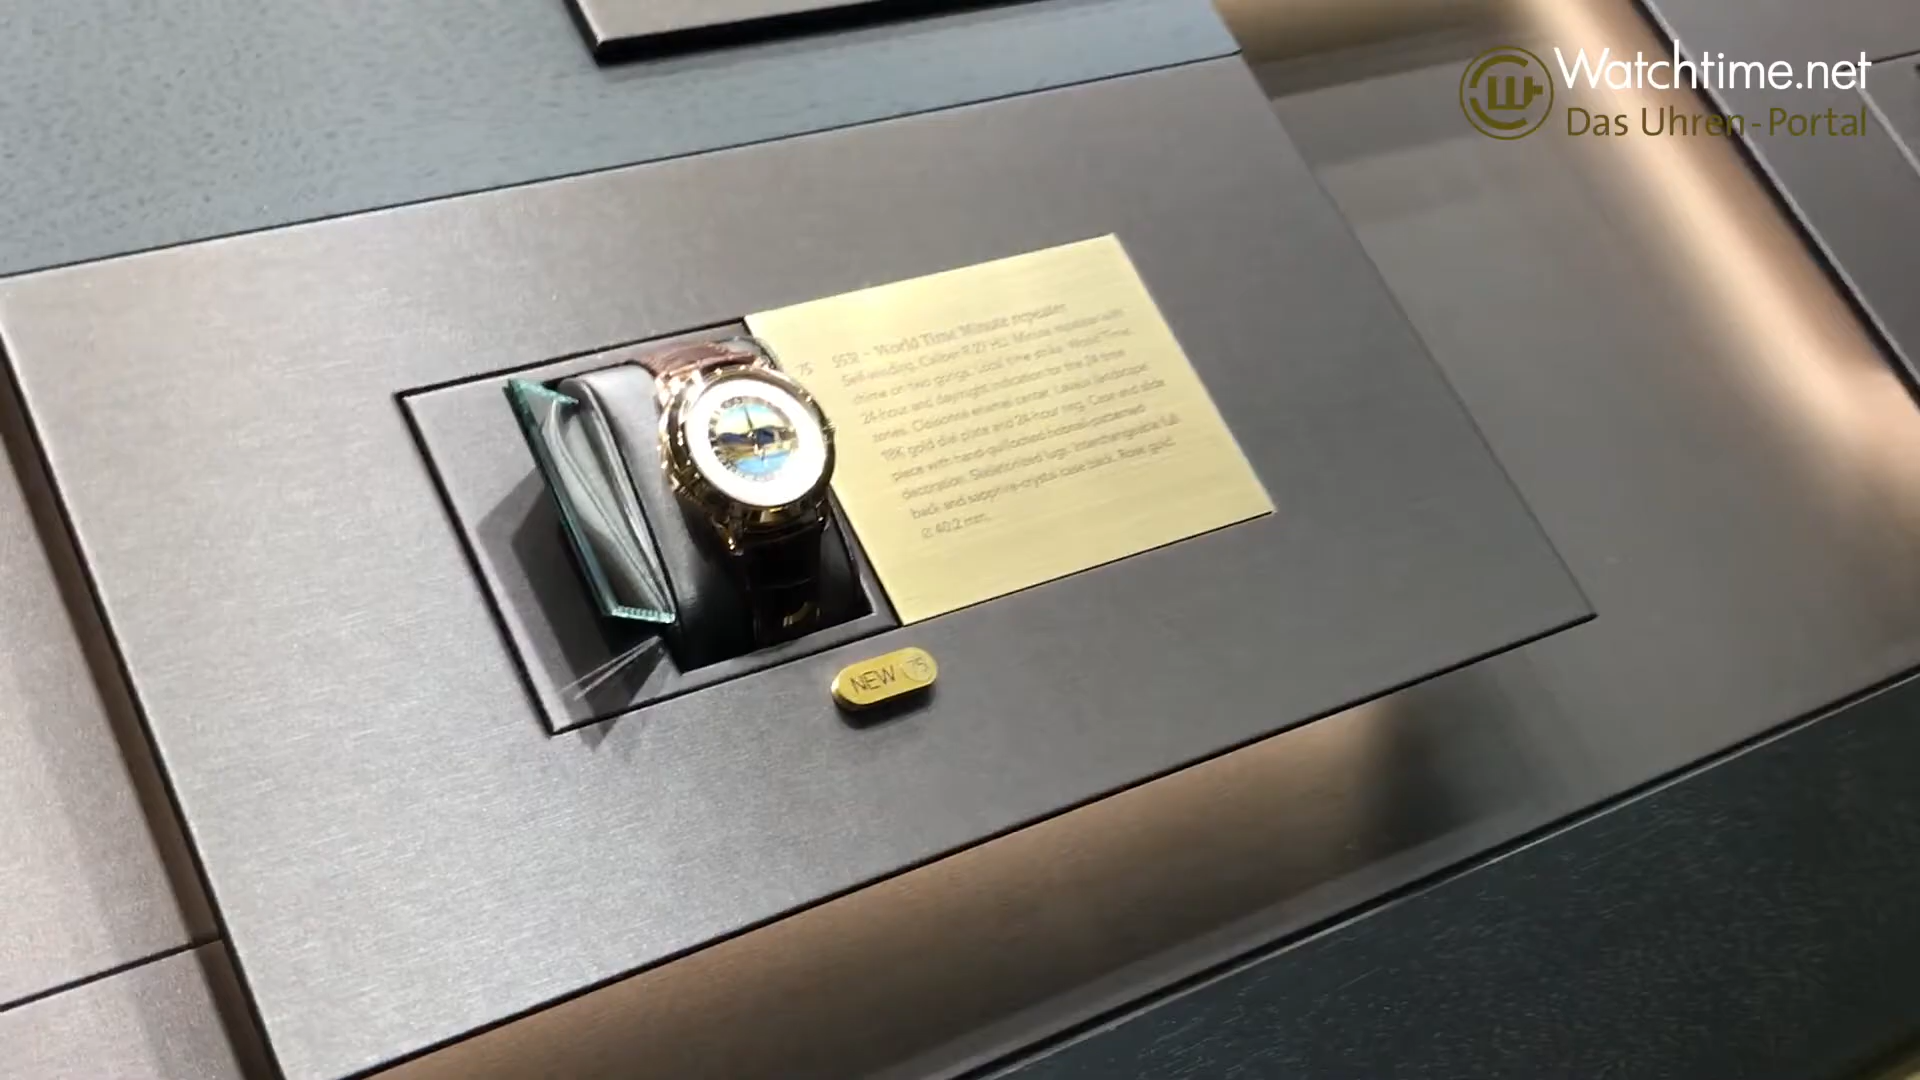 Watchtime.net
Das Uhren-Portal
75 5531 - World Time Minute repeater
Self-winding. Caliber R 27 HU. Minute repeater with
chime on two gongs. Local time strike. World Time.
24-hour and day/night indication for the 24 time
zones. Cloisonné enamel center. Lavaux landscape.
18K gold dial plate and 24-hour ring. Case and slide
piece with hand-guilloched hobnail-patterned
decoration. Skeletonized lugs. Interchangeable full
back and sapphire-crystal case back. Rose gold.
Ø 40.2 mm.
NEW 75